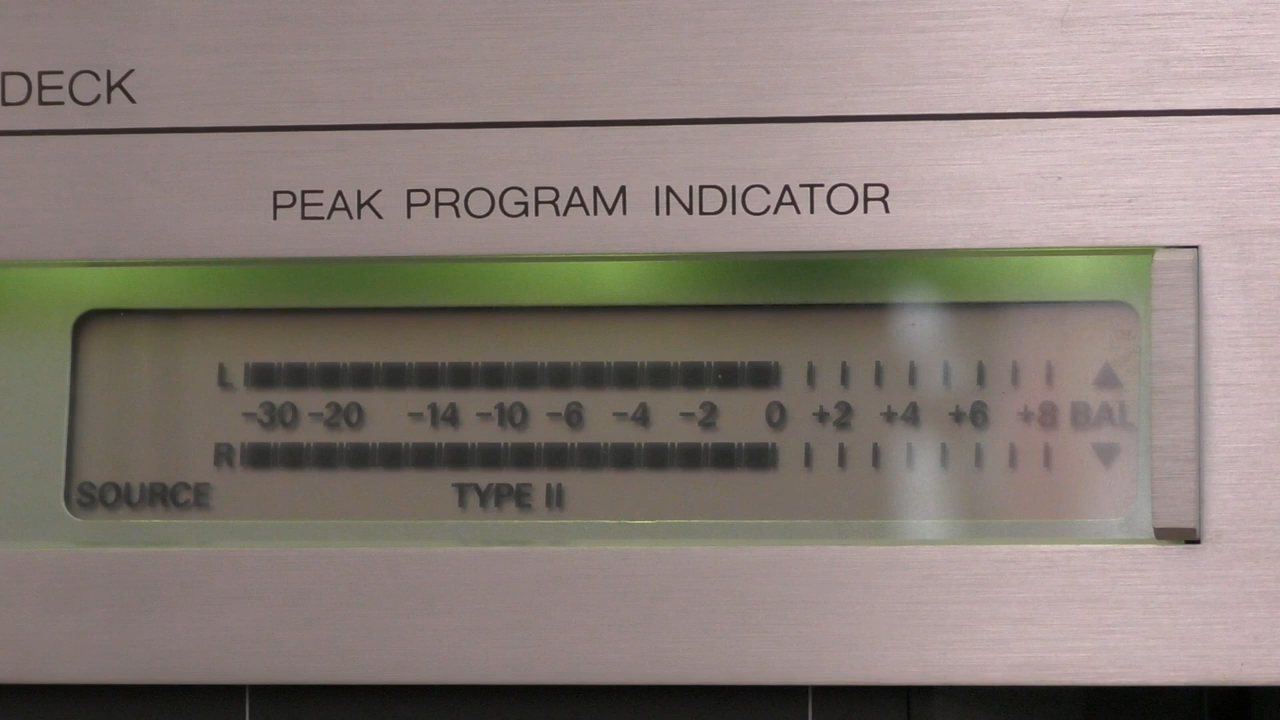 DECK
PEAK PROGRAM INDICATOR
L
-30 -20 -14 -10 -6 -4 -2 0 +2 +4 +6 +8 BAL
R
SOURCE TYPE II